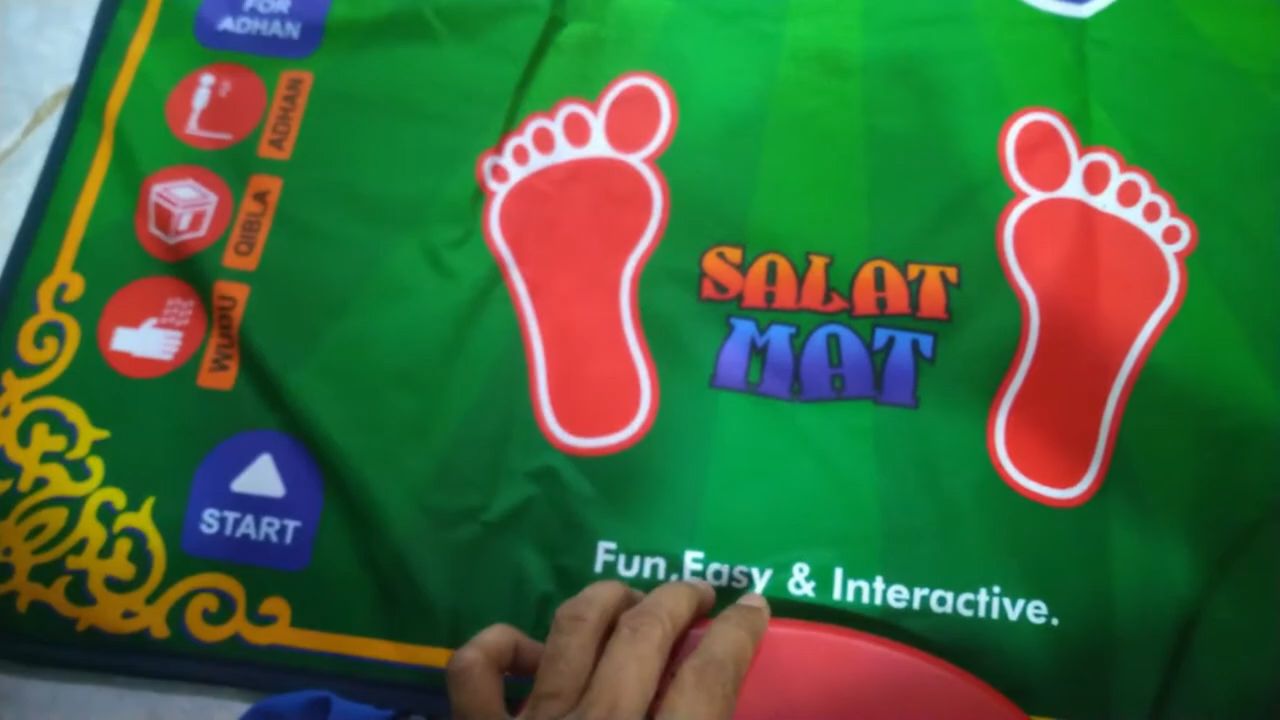 FOR
ADHAN
ADHAN
QIBLA
WUDU
START
SALAT
MAT
Fun,Easy & Interactive.